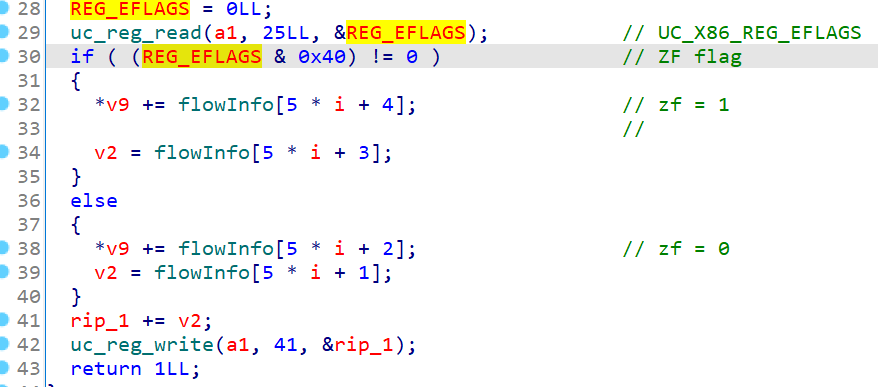 28 REG_EFLAGS = 0LL;
29 uc_reg_read(a1, 25LL, &REG_EFLAGS); // UC_X86_REG_EFLAGS
30 if ( (REG_EFLAGS & 0x40) != 0 ) // ZF flag
31 {
32 *v9 += flowInfo[5 * i + 4]; // zf = 1
33 //
34 v2 = flowInfo[5 * i + 3];
35 }
36 else
37 {
38 *v9 += flowInfo[5 * i + 2]; // zf = 0
39 v2 = flowInfo[5 * i + 1];
40 }
41 rip_1 += v2;
42 uc_reg_write(a1, 41, &rip_1);
43 return 1LL;